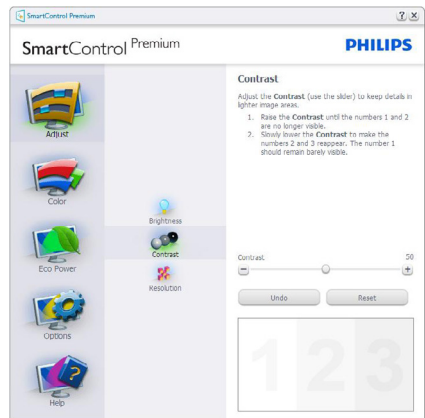 SmartControl Premium
SmartControl Premium
PHILIPS
Adjust
Color
Eco Power
Options
Help
Brightness
Contrast
Resolution
Contrast
Adjust the Contrast (use the slider) to keep details in
lighter image areas.
1. Raise the Contrast until the numbers 1 and 2
are no longer visible.
2. Slowly lower the Contrast to make the
numbers 2 and 3 reappear. The number 1
should remain barely visible.
Contrast 50
Undo Reset
1 2 3